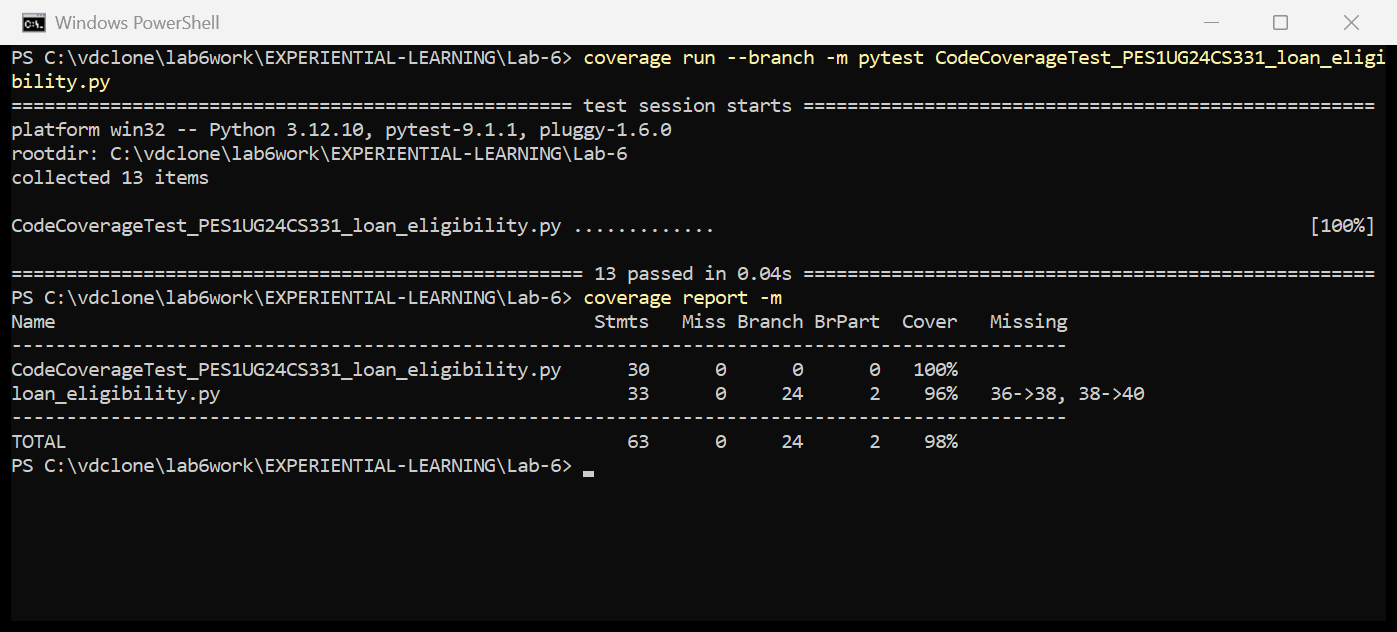 Windows PowerShell
PS C:\vdclone\lab6work\EXPERIENTIAL-LEARNING\Lab-6> coverage run --branch -m pytest CodeCoverageTest_PES1UG24CS331_loan_eligi
bility.py
=================================================== test session starts ====================================================
platform win32 -- Python 3.12.10, pytest-9.1.1, pluggy-1.6.0
rootdir: C:\vdclone\lab6work\EXPERIENTIAL-LEARNING\Lab-6
collected 13 items

CodeCoverageTest_PES1UG24CS331_loan_eligibility.py .............                                                      [100%]

==================================================== 13 passed in 0.04s ====================================================
PS C:\vdclone\lab6work\EXPERIENTIAL-LEARNING\Lab-6> coverage report -m
Name                                                 Stmts   Miss Branch BrPart  Cover   Missing
------------------------------------------------------------------------------------------------
CodeCoverageTest_PES1UG24CS331_loan_eligibility.py      30      0      0      0   100%
loan_eligibility.py                                     33      0     24      2    96%   36->38, 38->40
------------------------------------------------------------------------------------------------
TOTAL                                                   63      0     24      2    98%
PS C:\vdclone\lab6work\EXPERIENTIAL-LEARNING\Lab-6>